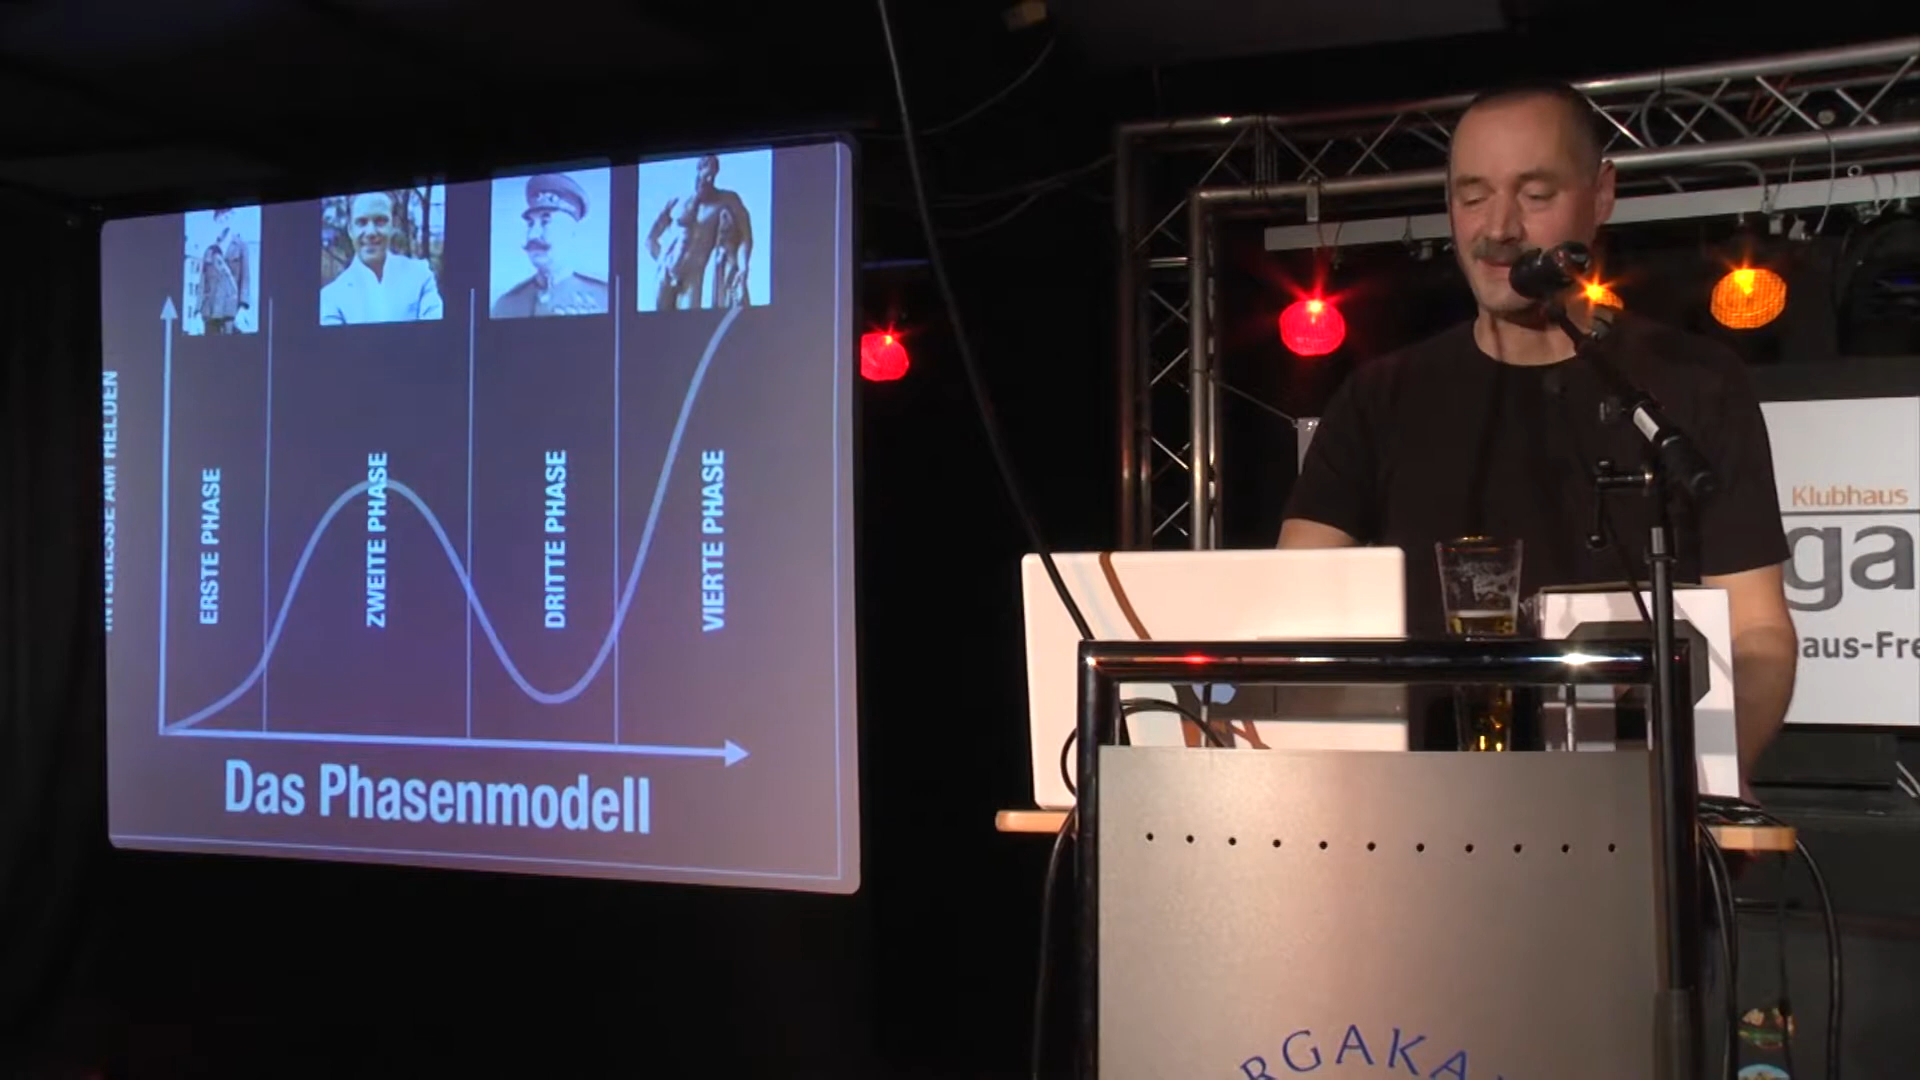 INTERESSE AM HELDEN
ERSTE PHASE
ZWEITE PHASE
DRITTE PHASE
VIERTE PHASE
Das Phasenmodell
Klubhaus
ga
aus-Fre
RGAKA